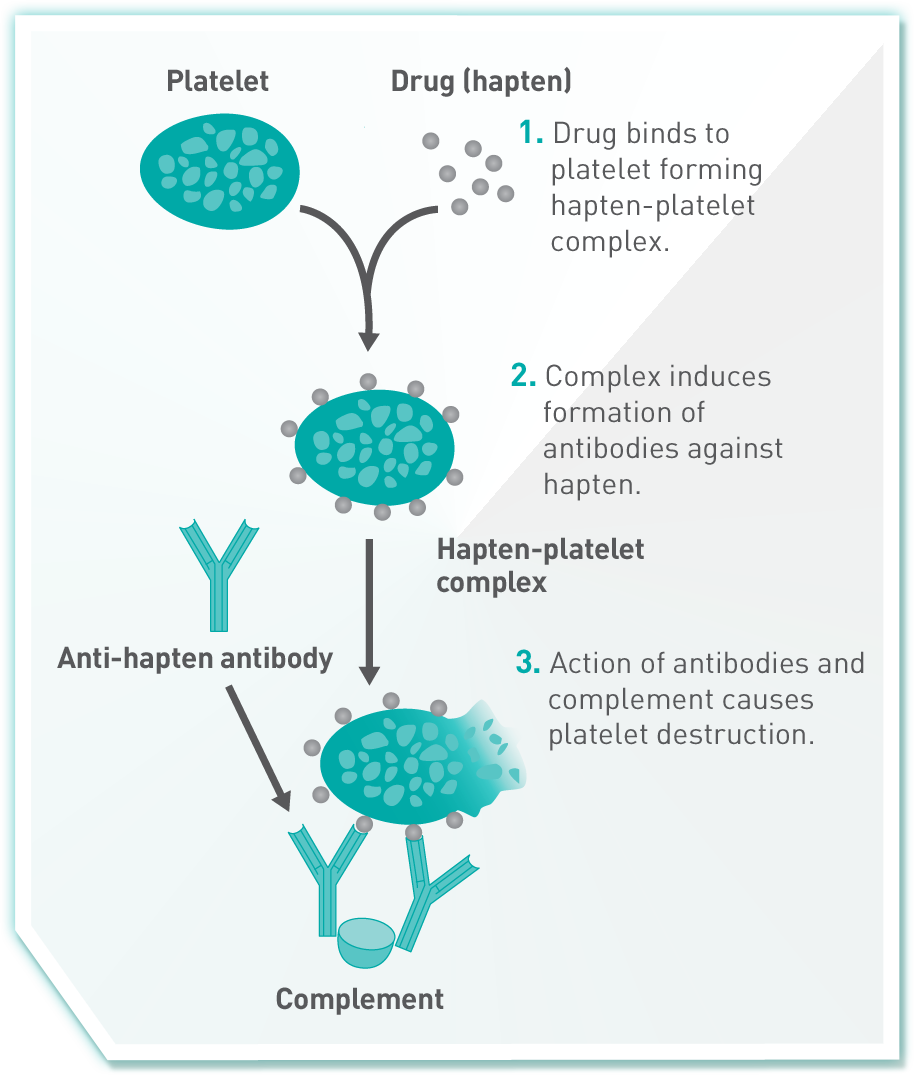 Platelet
Drug (hapten)
1. Drug binds to
platelet forming
hapten-platelet
complex.
2. Complex induces
formation of
antibodies against
hapten.
Hapten-platelet
complex
Anti-hapten antibody
3. Action of antibodies and
complement causes
platelet destruction.
Complement